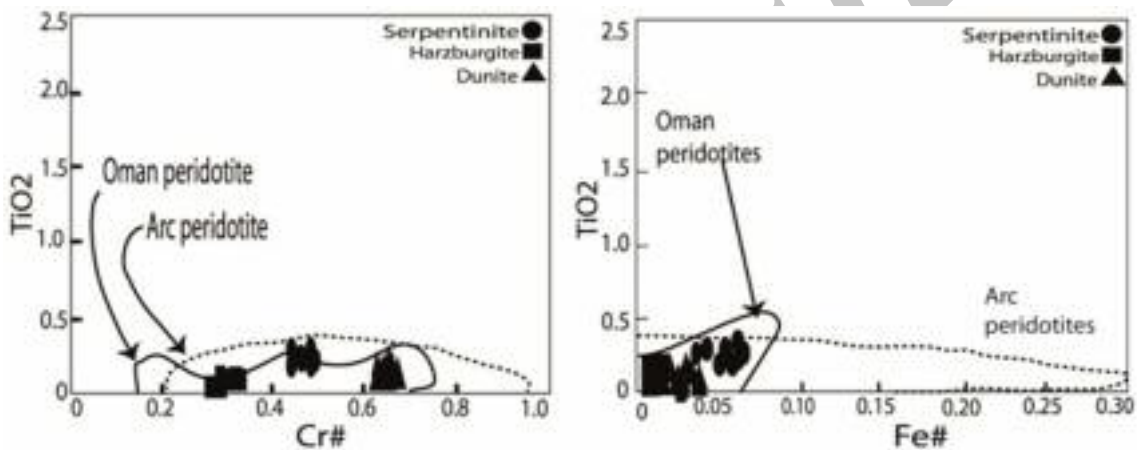 2.5
2.0
1.5
1.0
0.5
0
TiO2
Serpentinite
Harzburgite
Dunite
Oman peridotite
Arc peridotite
0 0.2 0.4 0.6 0.8 1.0
Cr#
2.5
2.0
1.5
1.0
0.5
0
TiO2
Serpentinite
Harzburgite
Dunite
Oman
peridotites
Arc
peridotites
0 0.05 0.10 0.15 0.20 0.25 0.30
Fe#